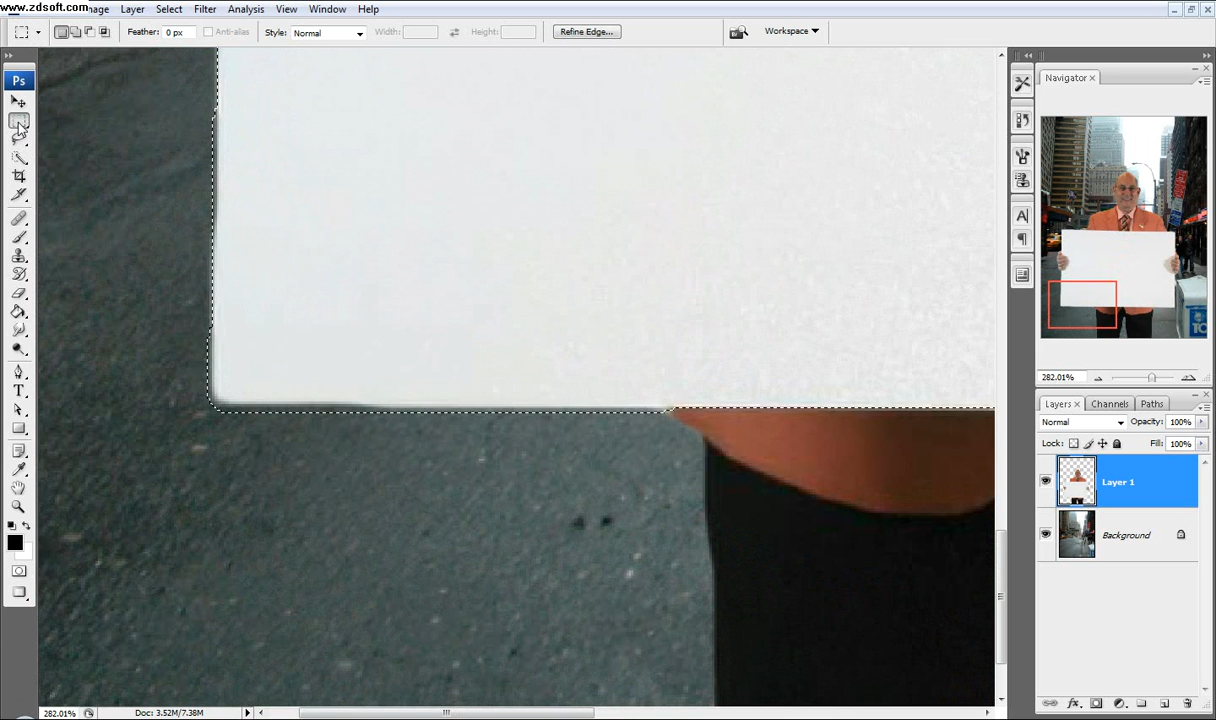 www.zdsoft.com
mage Layer Select Filter Analysis View Window Help
Feather: 0 px Anti-alias Style: Normal Width: Height: Refine Edge... Workspace
Ps
Navigator x
TO
282.01%
Layers x Channels Paths
Normal Opacity: 100%
Lock: Fill: 100%
Layer 1
Background
T
A
fx
282.01% Doc: 3.52M/7.38M